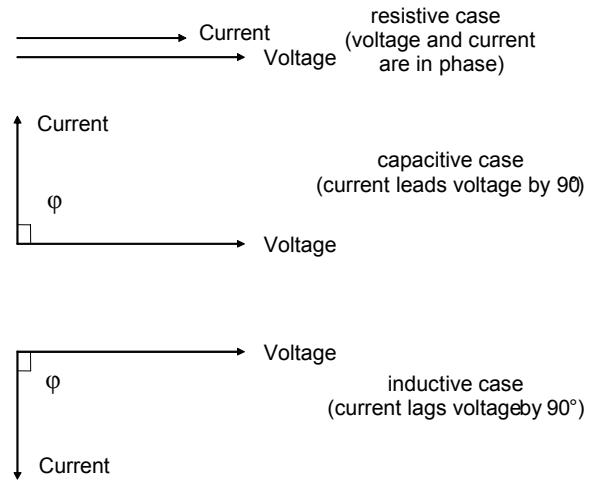 Current
Voltage
resistive case
(voltage and current
are in phase)
Current
φ
Voltage
capacitive case
(current leads voltage by 90°)
Voltage
φ
Current
inductive case
(current lags voltageby 90°)